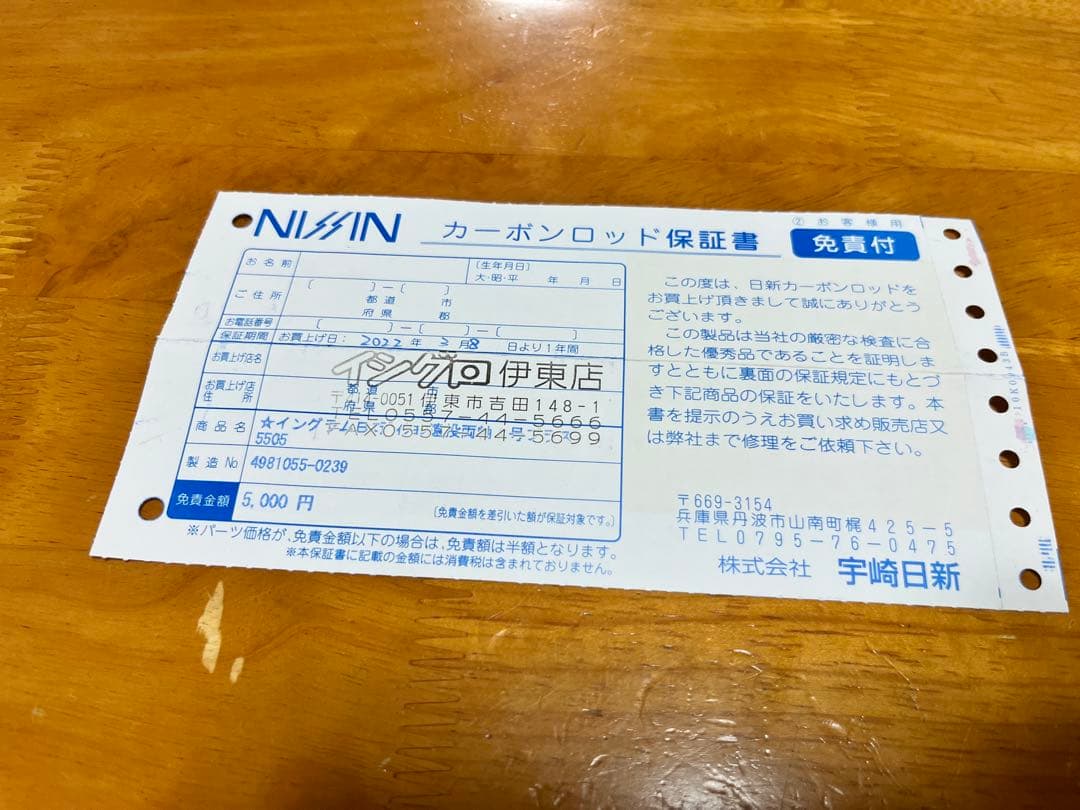 NISSIN カーボンロッド保証書
② お客様用
免責付
お名前
〔生年月日〕
大・昭・平 年 月 日
ご住所
〔 〕－〔 〕
都道 市
府県 郡
お電話番号 〔 〕－〔 〕－〔 〕
保証期間 お買上げ日： 2022 年 月 8 日より1年間
お買上げ店名
イシグロ 伊東店
お買上げ店
住所
都道 市
府県 郡
〒414-0051 伊東市吉田148-1
TEL0557-44-5666
FAX0557-44-5699
商品名
☆イング
5505
製造No 4981055-0239
免責金額 5,000 円
〔免責金額を差引いた額が保証対象です。〕
※パーツ価格が、免責金額以下の場合は、免責額は半額となります。
※本保証書に記載の金額には消費税は含まれておりません。
この度は、日新カーボンロッドを
お買上げ頂きまして誠にありがとう
ございます。
この製品は当社の厳密な検査に合
格した優秀品であることを証明しま
すとともに裏面の保証規定にもとづ
き下記商品の保証をいたします。本
書を提示のうえお買い求め販売店又
は弊社まで修理をご依頼下さい。
〒669-3154
兵庫県丹波市山南町梶425-5
TEL0795-76-0475
株式会社 宇崎日新